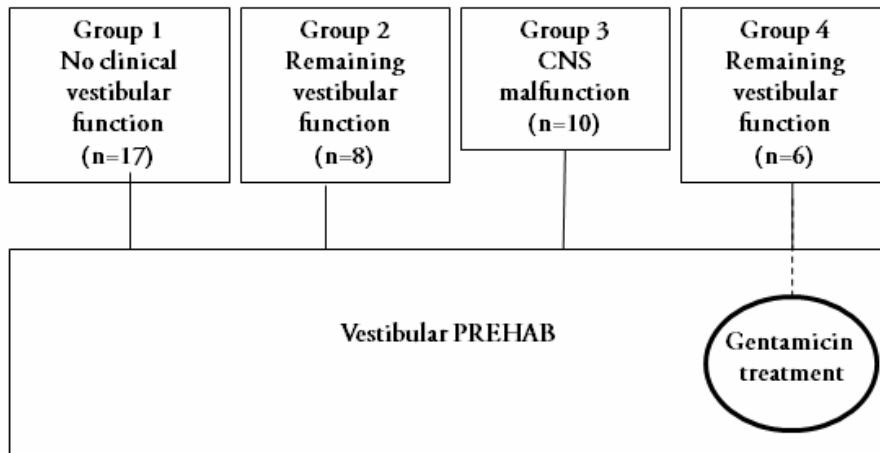 Group 1
No clinical
vestibular
function
(n=17)
Group 2
Remaining
vestibular
function
(n=8)
Group 3
CNS
malfunction
(n=10)
Group 4
Remaining
vestibular
function
(n=6)
Vestibular PREHAB
Gentamicin
treatment